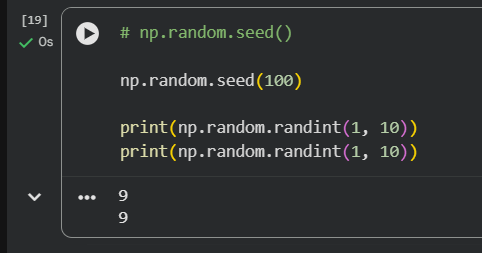 [19]
0s
# np.random.seed()
np.random.seed(100)
print(np.random.randint(1, 10))
print(np.random.randint(1, 10))
9
9